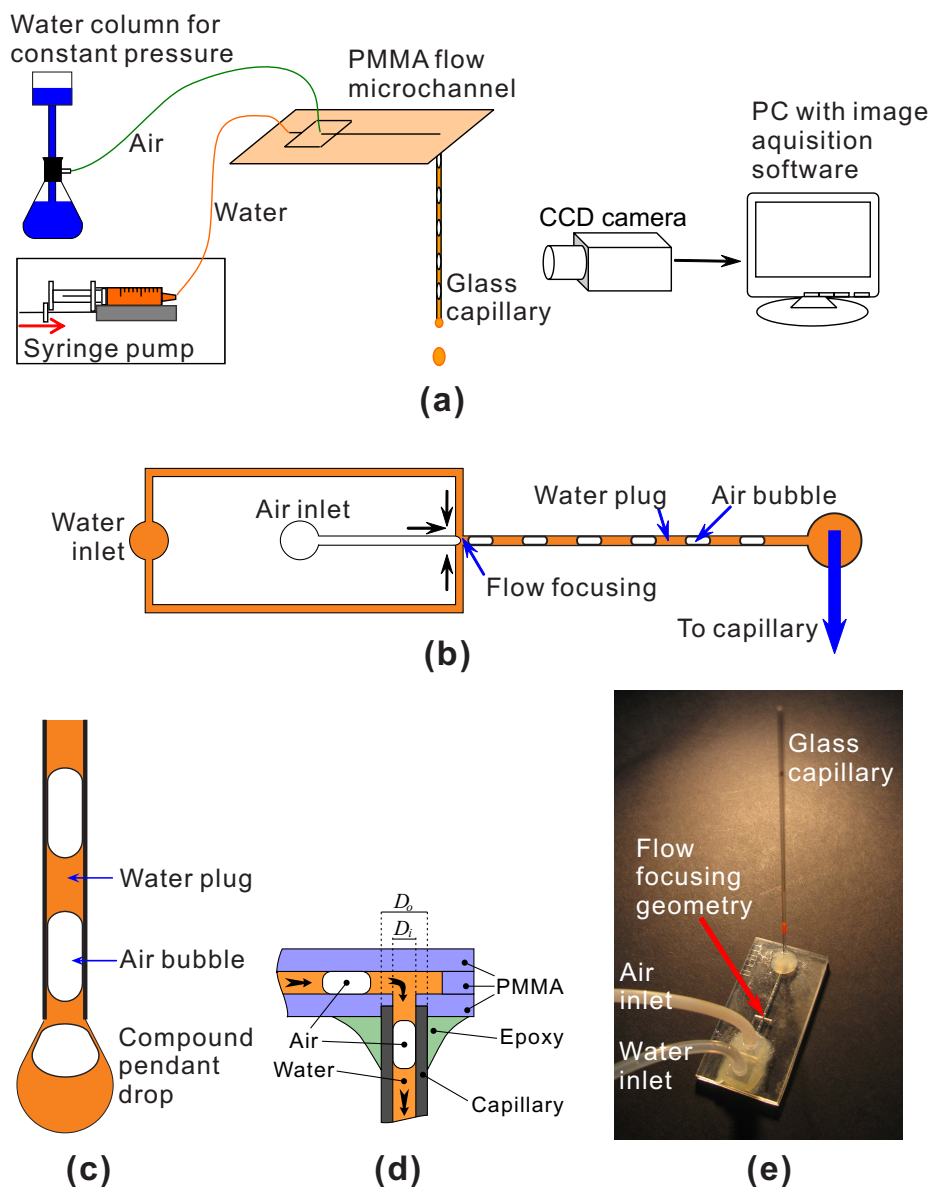 Water column for
constant pressure
PMMA flow
microchannel
PC with image
aquisition
software
Air
Water
CCD camera
Glass
capillary
Syringe pump
(a)
Water
inlet
Air inlet
Water plug
Air bubble
Flow focusing
To capillary
(b)
Water plug
Air bubble
Compound
pendant
drop
(c)
D_o
D_i
PMMA
Air
Epoxy
Water
Capillary
(d)
Glass
capillary
Flow
focusing
geometry
Air
inlet
Water
inlet
(e)